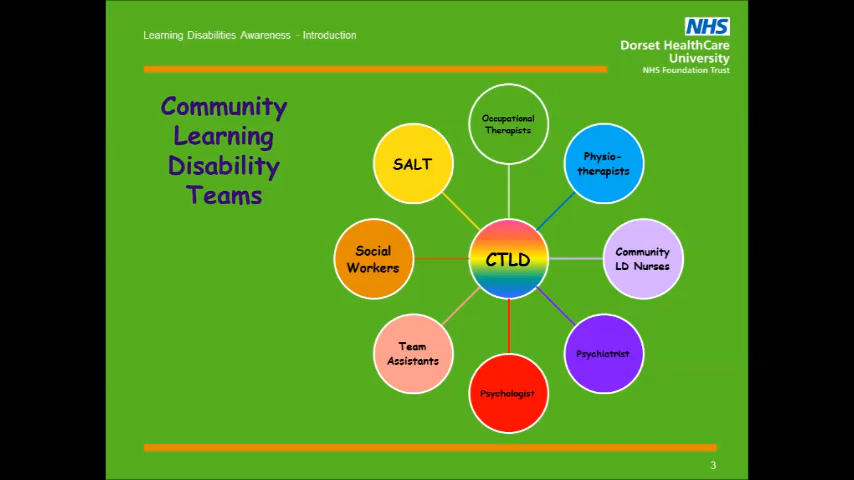 Learning Disabilities Awareness - Introduction
NHS
Dorset HealthCare
University
NHS Foundation Trust
Community
Learning
Disability
Teams
Occupational
Therapists
Physio-
therapists
Community
LD Nurses
Psychiatrist
Psychologist
Team
Assistants
Social
Workers
SALT
CTLD
3